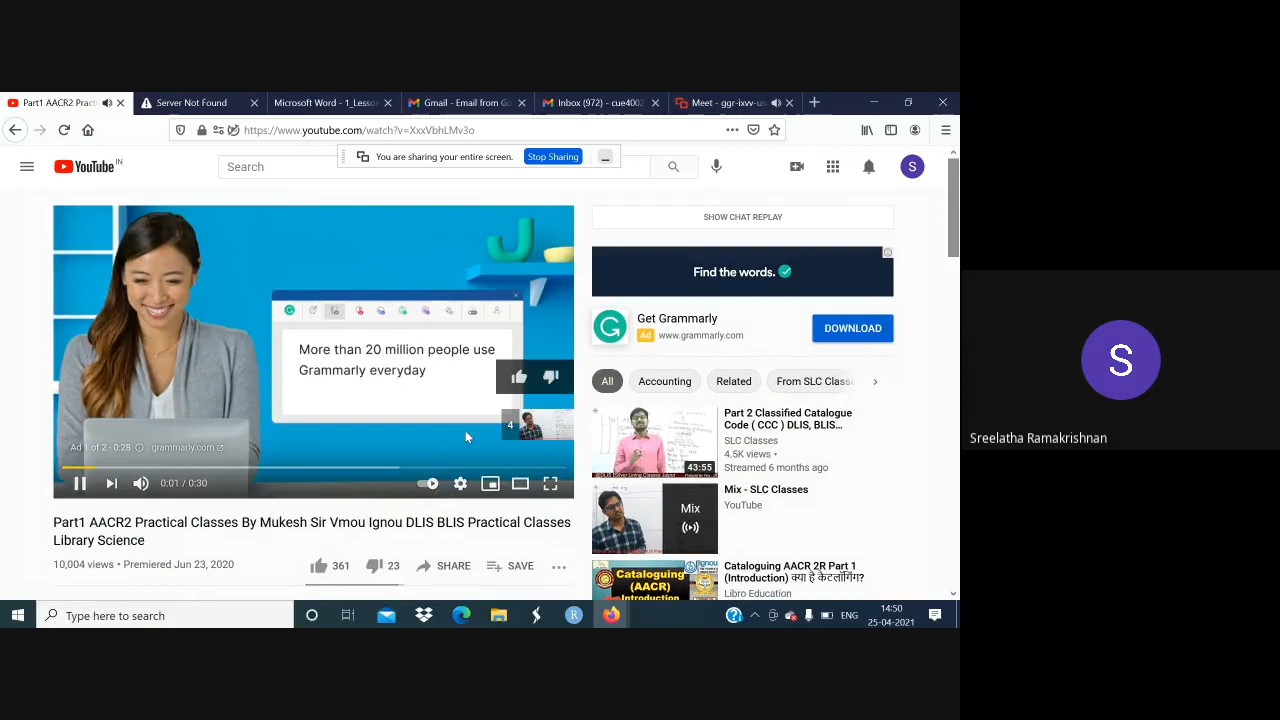 Part1 AACR2 Practi
Server Not Found
Microsoft Word - 1_Lesson
Gmail - Email from Go
Inbox (972) - cue4002
Meet - ggr-ixvv-us
https://www.youtube.com/watch?v=XxxVbhLMv3o
You are sharing your entire screen.
Stop Sharing
YouTube IN
Search
S
SHOW CHAT REPLAY
Find the words.
More than 20 million people use
Grammarly everyday
Get Grammarly
Ad www.grammarly.com
DOWNLOAD
All
Accounting
Related
From SLC Classe
4
Ad 1 of 2 · 0:28
grammarly.com
0:01 / 0:30
Part 2 Classified Catalogue
Code ( CCC ) DLIS, BLIS...
SLC Classes
4.5K views •
Streamed 6 months ago
43:55
Mix
Mix - SLC Classes
YouTube
Part1 AACR2 Practical Classes By Mukesh Sir Vmou Ignou DLIS BLIS Practical Classes
Library Science
10,004 views • Premiered Jun 23, 2020
361
23
SHARE
SAVE
Cataloguing
(AACR)
Introduction
Cataloguing AACR 2R Part 1
(Introduction) क्या है केटलॉगिंग?
Libro Education
Type here to search
R
ENG
14:50
25-04-2021
S
Sreelatha Ramakrishnan